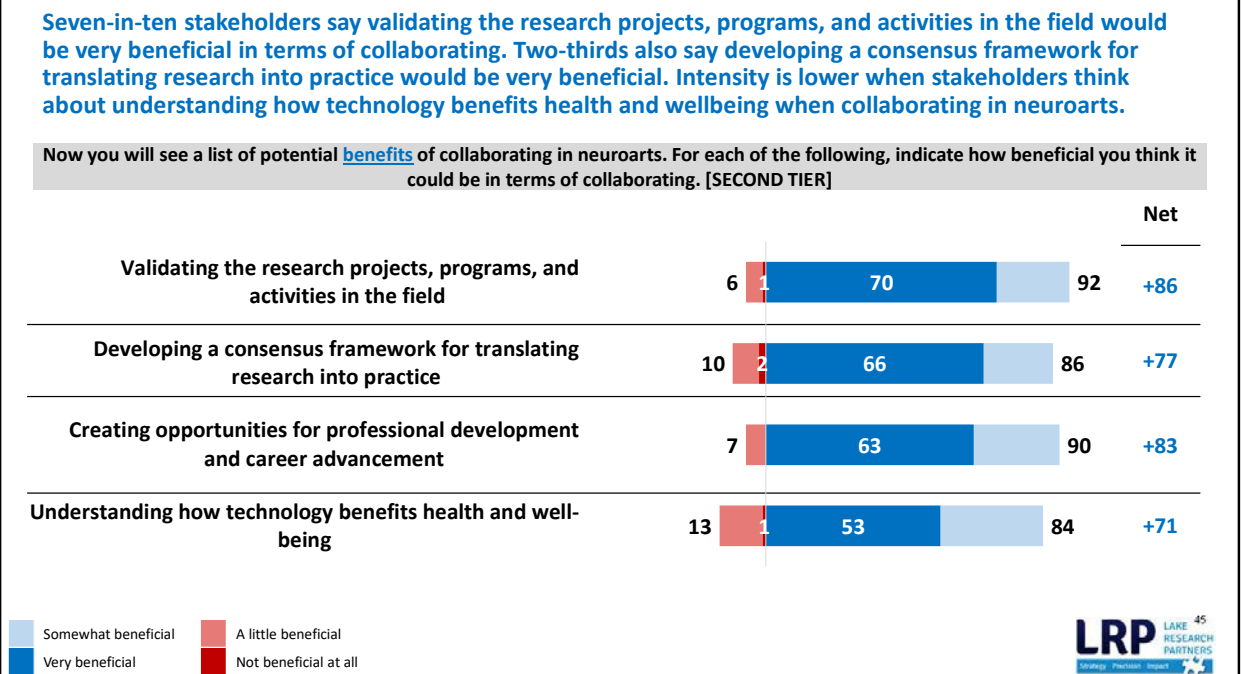 Seven-in-ten stakeholders say validating the research projects, programs, and activities in the field would
be very beneficial in terms of collaborating. Two-thirds also say developing a consensus framework for
translating research into practice would be very beneficial. Intensity is lower when stakeholders think
about understanding how technology benefits health and wellbeing when collaborating in neuroarts.
Now you will see a list of potential benefits of collaborating in neuroarts. For each of the following, indicate how beneficial you think it
could be in terms of collaborating. [SECOND TIER]
Net
Validating the research projects, programs, and
activities in the field
6 1 70 92 +86
Developing a consensus framework for translating
research into practice
10 2 66 86 +77
Creating opportunities for professional development
and career advancement
7 63 90 +83
Understanding how technology benefits health and well-
being
13 1 53 84 +71
Somewhat beneficial A little beneficial
Very beneficial Not beneficial at all
45
LRP LAKE
RESEARCH
PARTNERS
Strategy Precision Impact